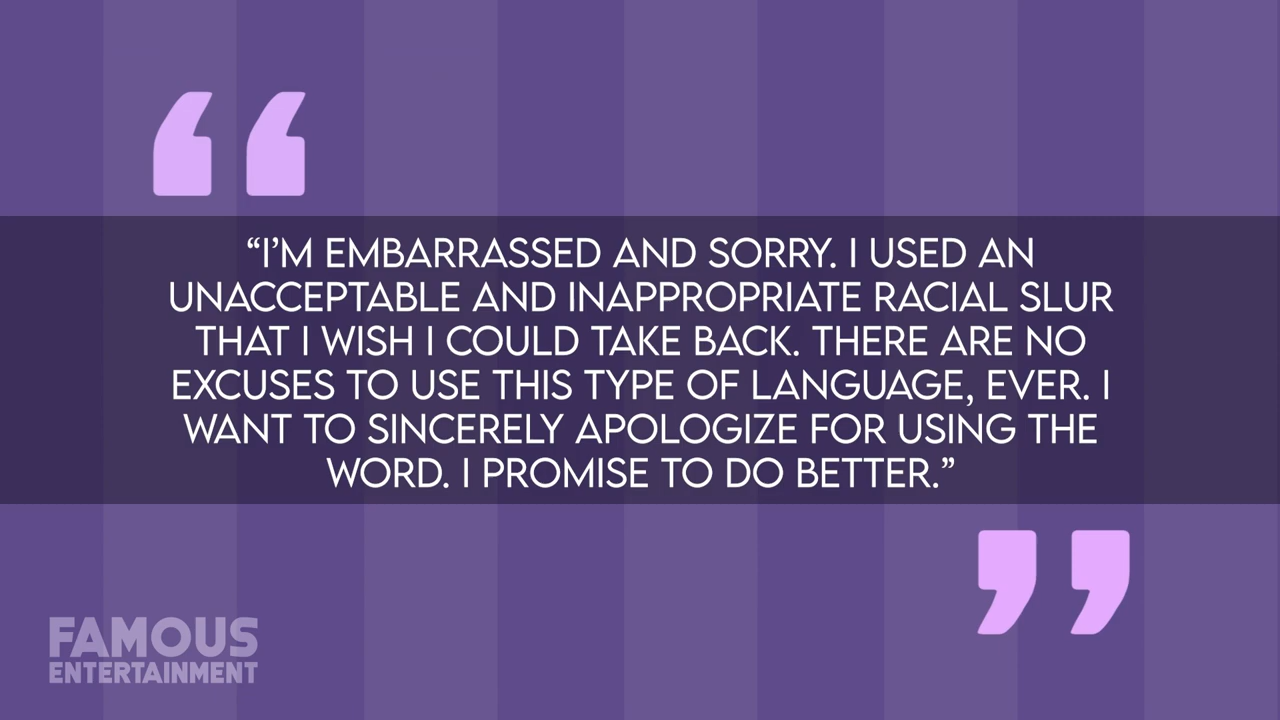 “I’M EMBARRASSED AND SORRY. I USED AN
UNACCEPTABLE AND INAPPROPRIATE RACIAL SLUR
THAT I WISH I COULD TAKE BACK. THERE ARE NO
EXCUSES TO USE THIS TYPE OF LANGUAGE, EVER. I
WANT TO SINCERELY APOLOGIZE FOR USING THE
WORD. I PROMISE TO DO BETTER.”
FAMOUS
ENTERTAINMENT